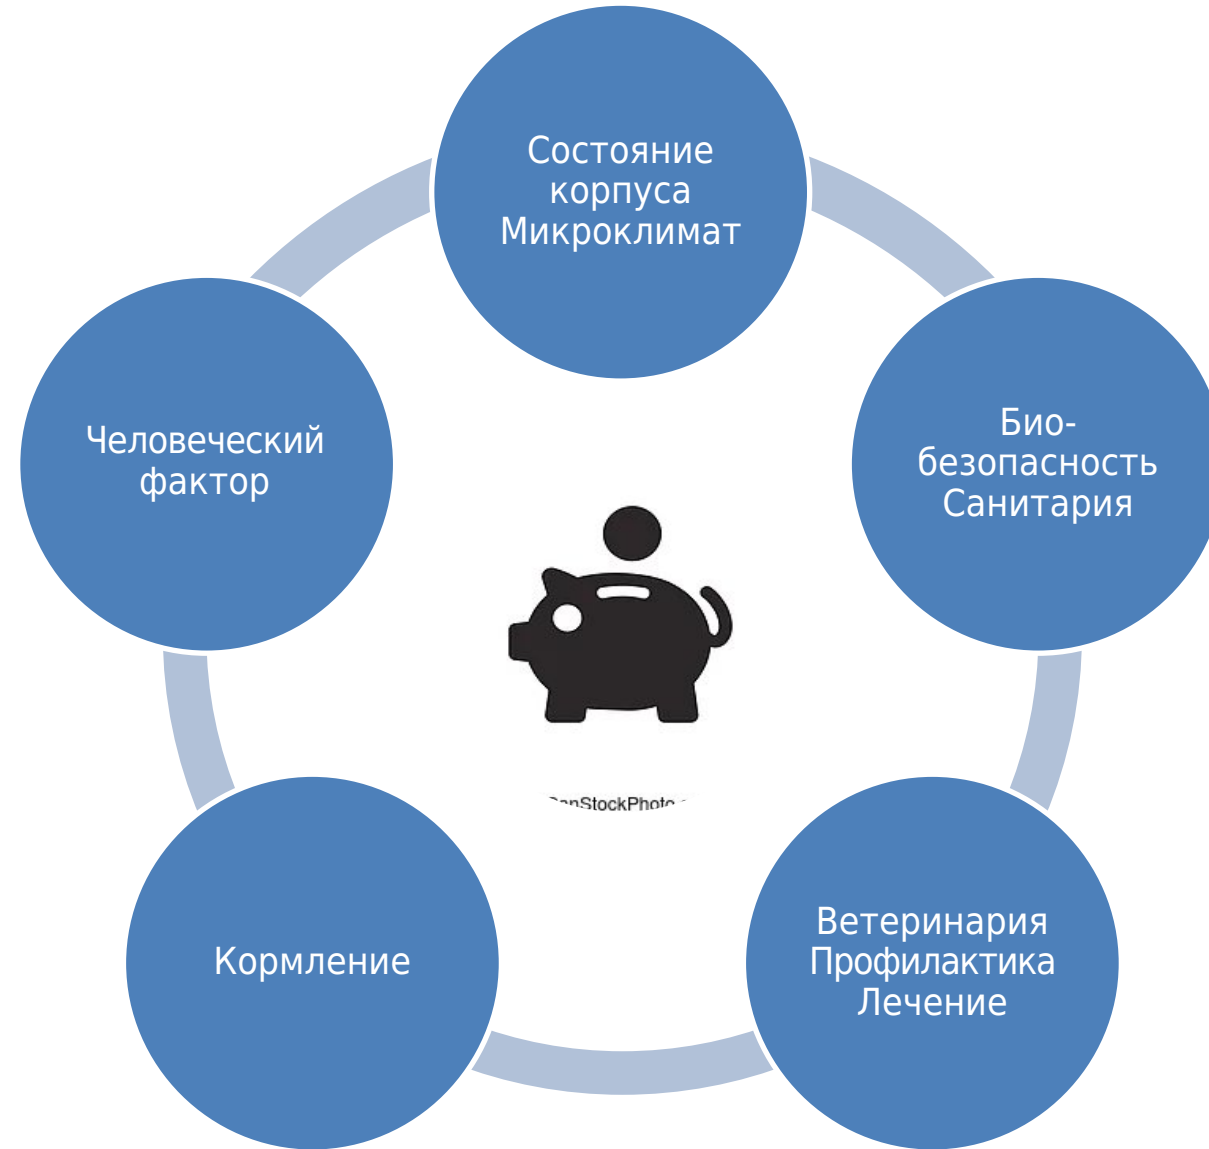 Состояние
корпуса
Микроклимат
Био-
безопасность
Санитария
Ветеринария
Профилактика
Лечение
Кормление
Человеческий
фактор